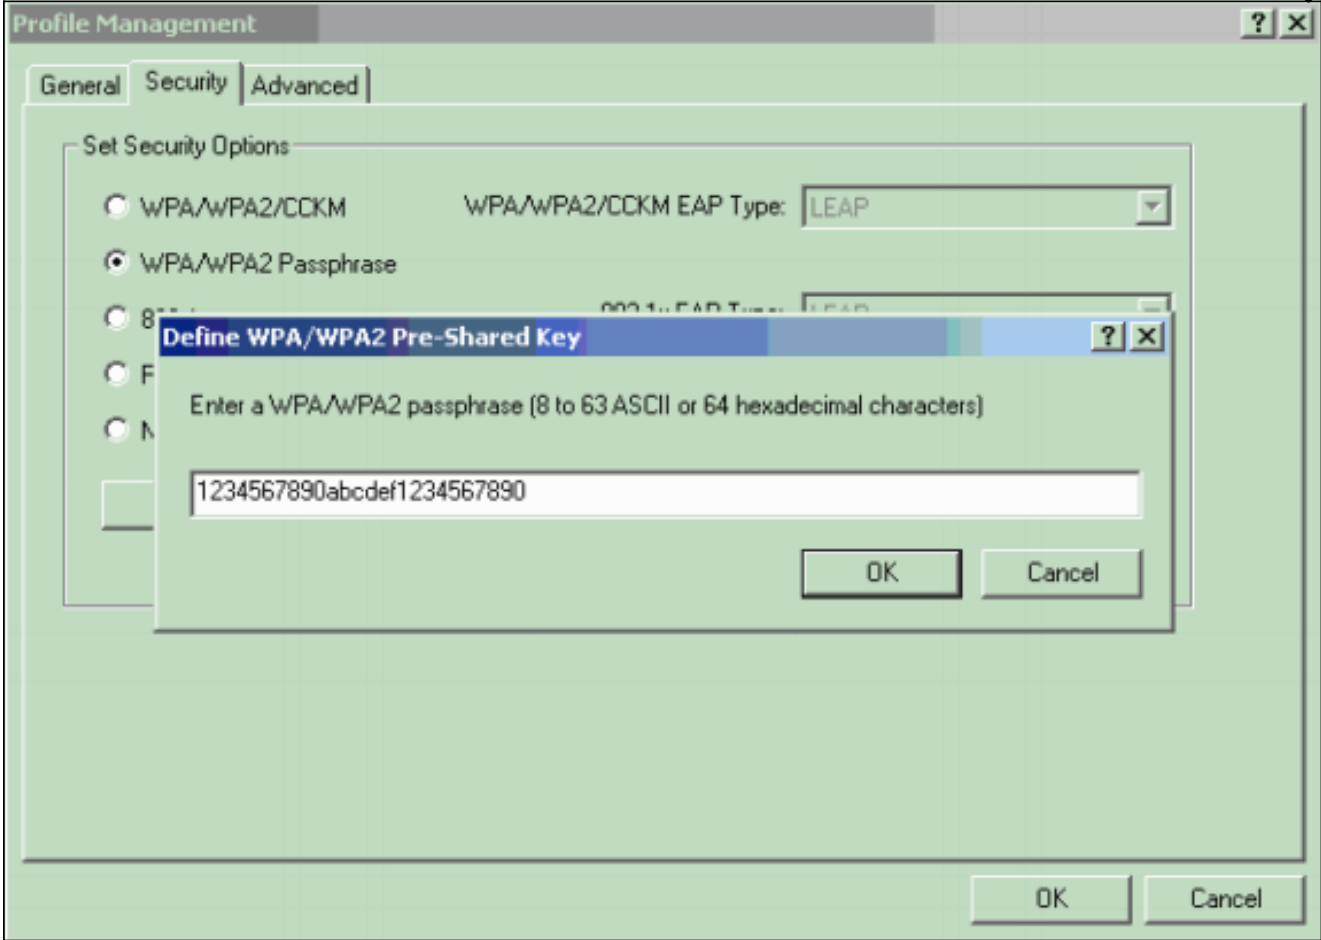 Profile Management
General Security Advanced
Set Security Options
WPA/WPA2/CCKM WPA/WPA2/CCKM EAP Type: LEAP
WPA/WPA2 Passphrase
Define WPA/WPA2 Pre-Shared Key
Enter a WPA/WPA2 passphrase (8 to 63 ASCII or 64 hexadecimal characters)
1234567890abcdef1234567890
OK Cancel
OK Cancel